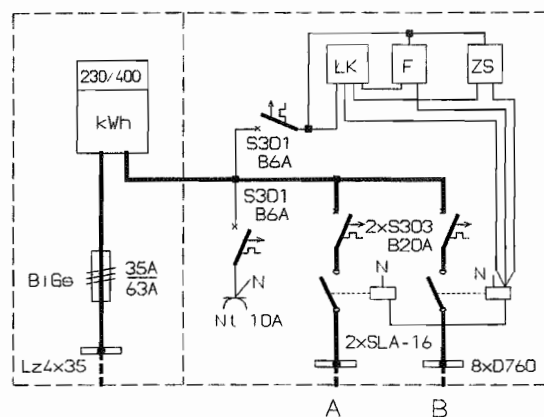 230/400
kWh
ŁK
F
ZS
S301
B6A
S301
B6A
2xS303
B20A
BiGs
35A
63A
N
Nt 10A
N
N
2xSLA-16
Lz4x35
8xD760
A
B